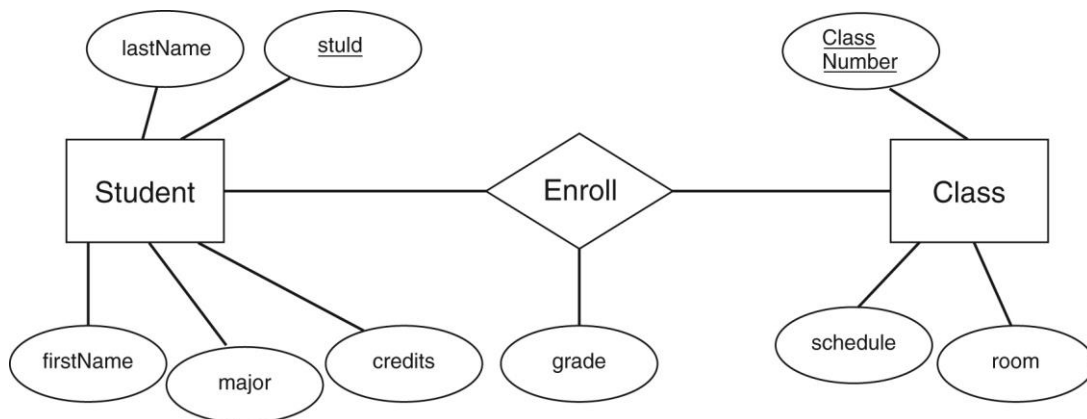 lastName
stuId
Class
Number
Student
Enroll
Class
firstName
major
credits
grade
schedule
room